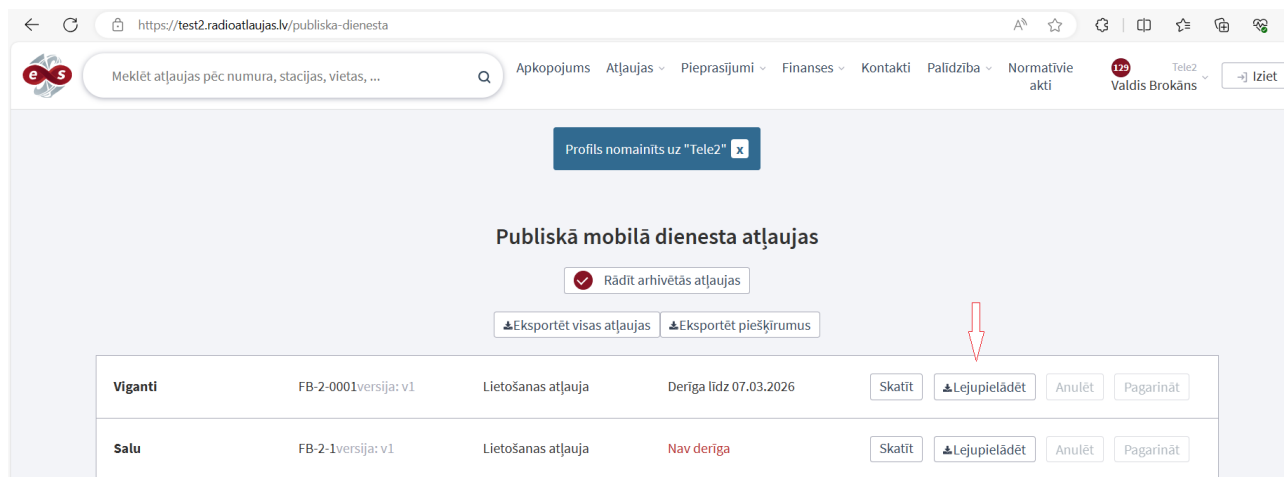 https://test2.radioatlaujas.lv/publiska-dienesta
es
Meklēt atļaujas pēc numura, stacijas, vietas, ...
Apkopojums Atļaujas Pieprasījumi Finanses Kontakti Palīdzība Normatīvie akti
129 Tele2
Valdis Brokāns
Iziet
Profils nomainīts uz "Tele2" x
Publiskā mobilā dienesta atļaujas
Rādīt arhivētās atļaujas
Eksportēt visas atļaujas Eksportēt piešķīrumus
Viganti FB-2-0001versija: v1 Lietošanas atļauja Derīga līdz 07.03.2026 Skatīt Lejupielādēt Anulēt Pagarināt
Salu FB-2-1versija: v1 Lietošanas atļauja Nav derīga Skatīt Lejupielādēt Anulēt Pagarināt